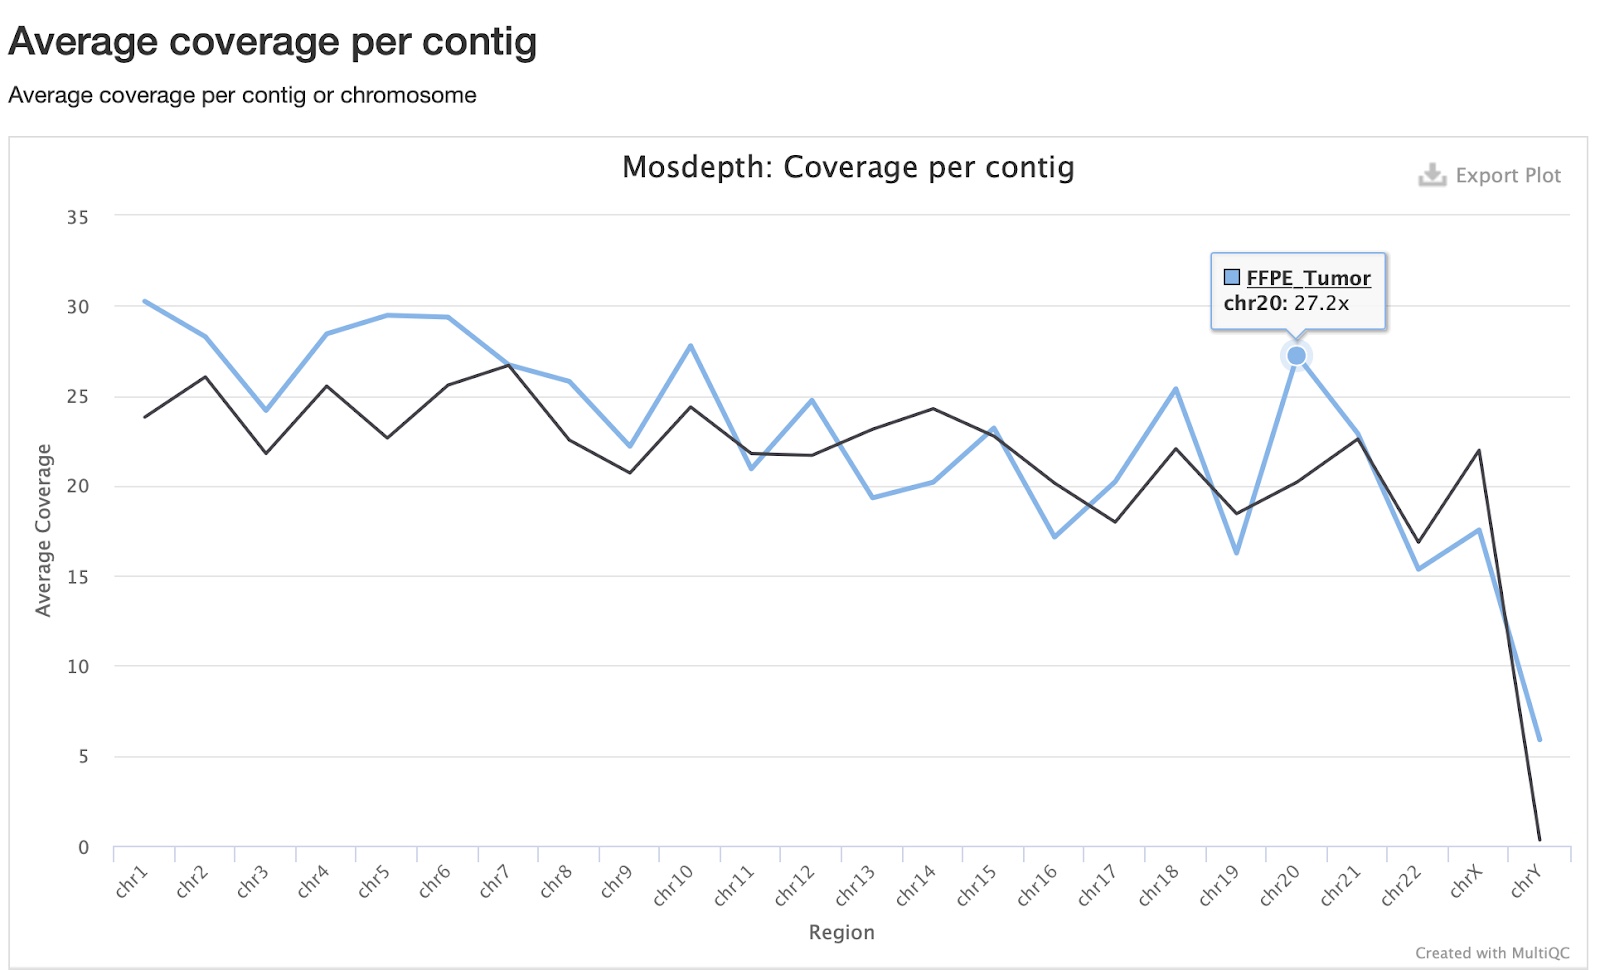 Average coverage per contig
Average coverage per contig or chromosome
Mosdepth: Coverage per contig
Export Plot
35
30
25
20
15
10
5
0
Average Coverage
FFPE_Tumor
chr20: 27.2x
chr1
chr2
chr3
chr4
chr5
chr6
chr7
chr8
chr9
chr10
chr11
chr12
chr13
chr14
chr15
chr16
chr17
chr18
chr19
chr20
chr21
chr22
chrX
chrY
Region
Created with MultiQC